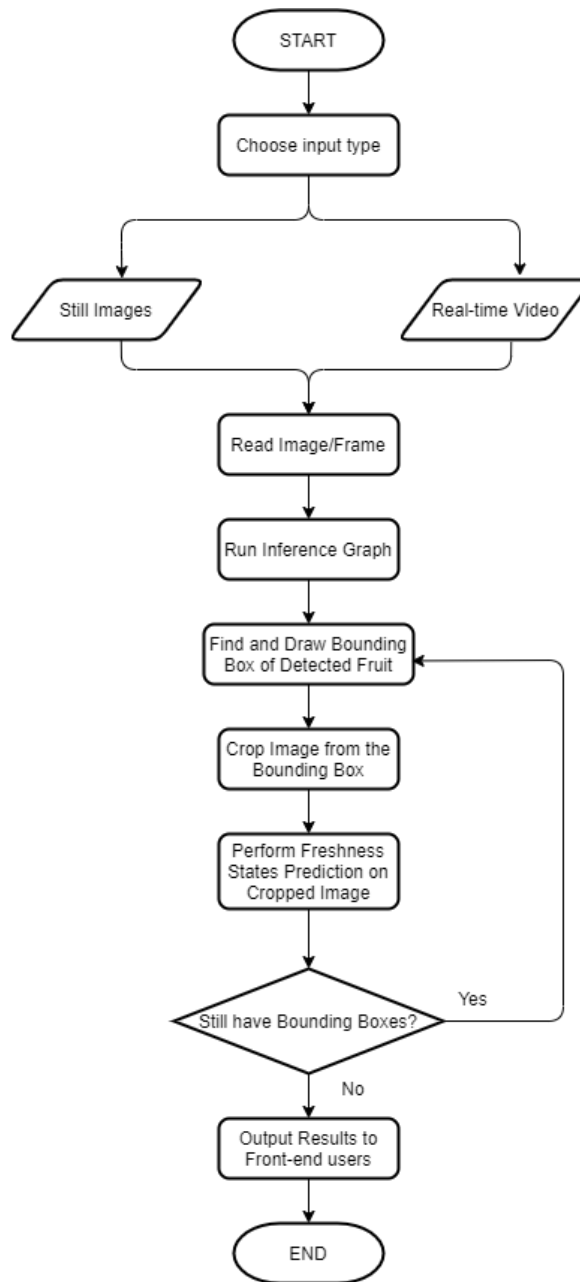 START
Choose input type
Still Images
Real-time Video
Read Image/Frame
Run Inference Graph
Find and Draw Bounding
Box of Detected Fruit
Crop Image from the
Bounding Box
Perform Freshness
States Prediction on
Cropped Image
Still have Bounding Boxes?
Yes
No
Output Results to
Front-end users
END